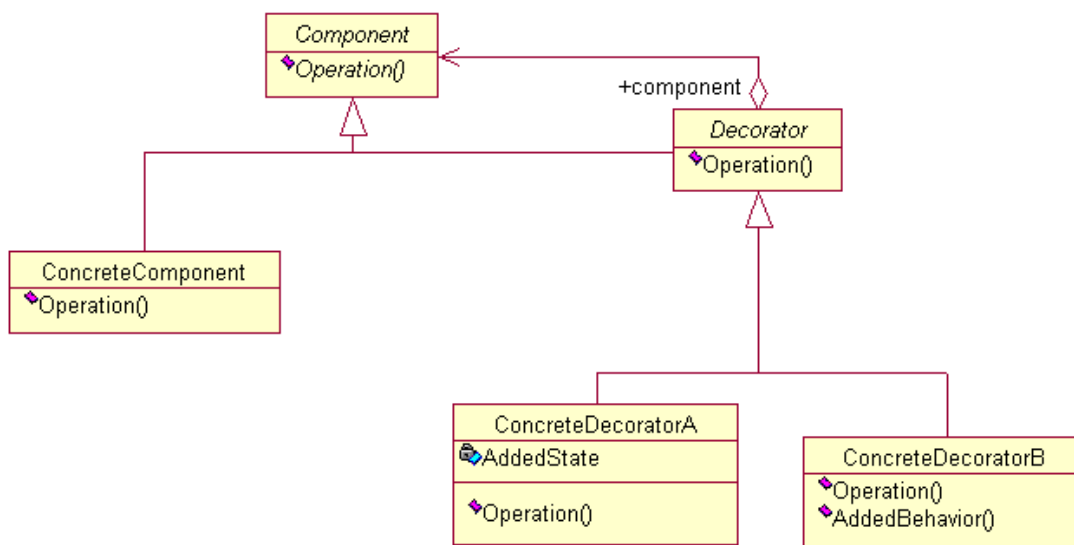 Component
Operation()
+component
Decorator
Operation()
ConcreteComponent
Operation()
ConcreteDecoratorA
AddedState
Operation()
ConcreteDecoratorB
Operation()
AddedBehavior()